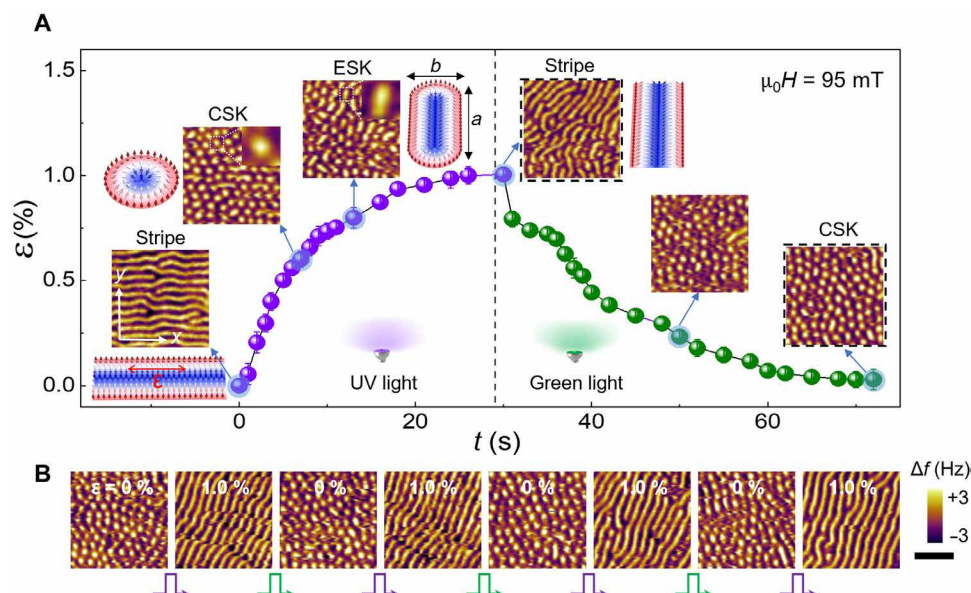 A
1.5
1.0
0.5
0.0
ε (%)
0
20
40
60
t (s)
Stripe
y
x
ε
CSK
ESK
b
a
Stripe
μ₀H = 95 mT
CSK
UV light
Green light
B
ε = 0 %
1.0 %
0 %
1.0 %
0 %
1.0 %
0 %
1.0 %
Δf (Hz)
+3
−3